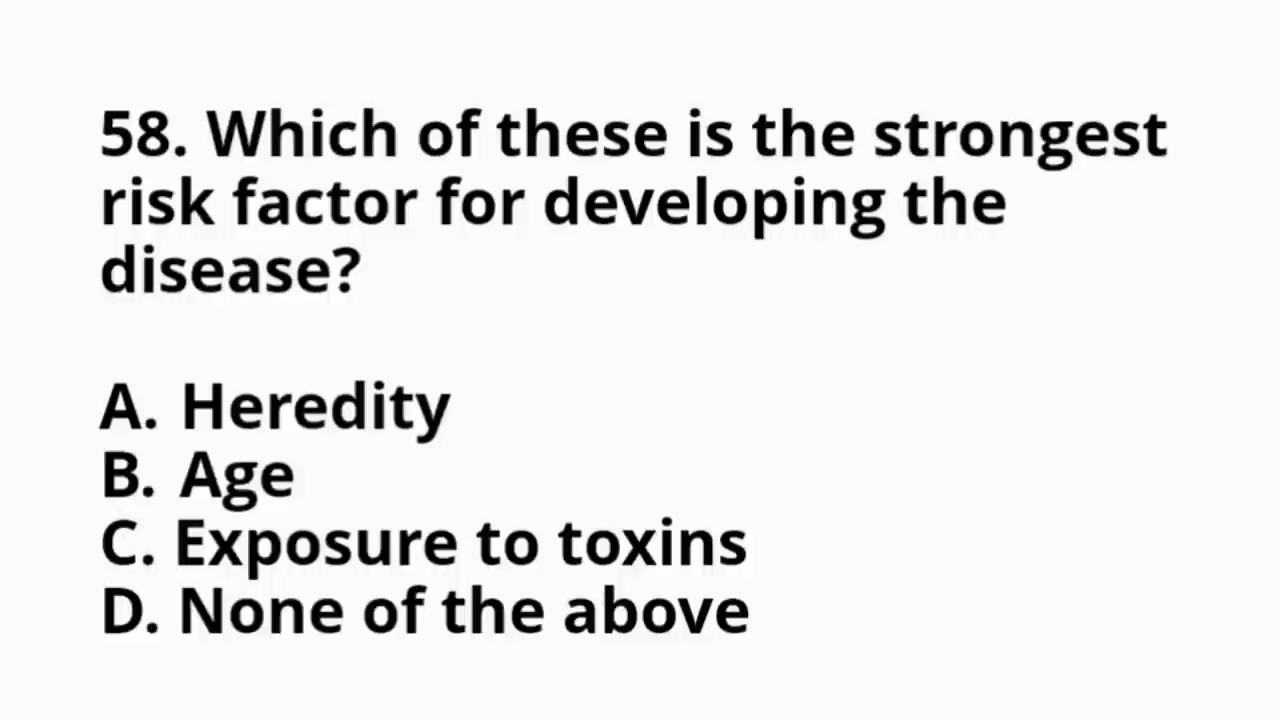 58. Which of these is the strongest
risk factor for developing the
disease?
A. Heredity
B. Age
C. Exposure to toxins
D. None of the above